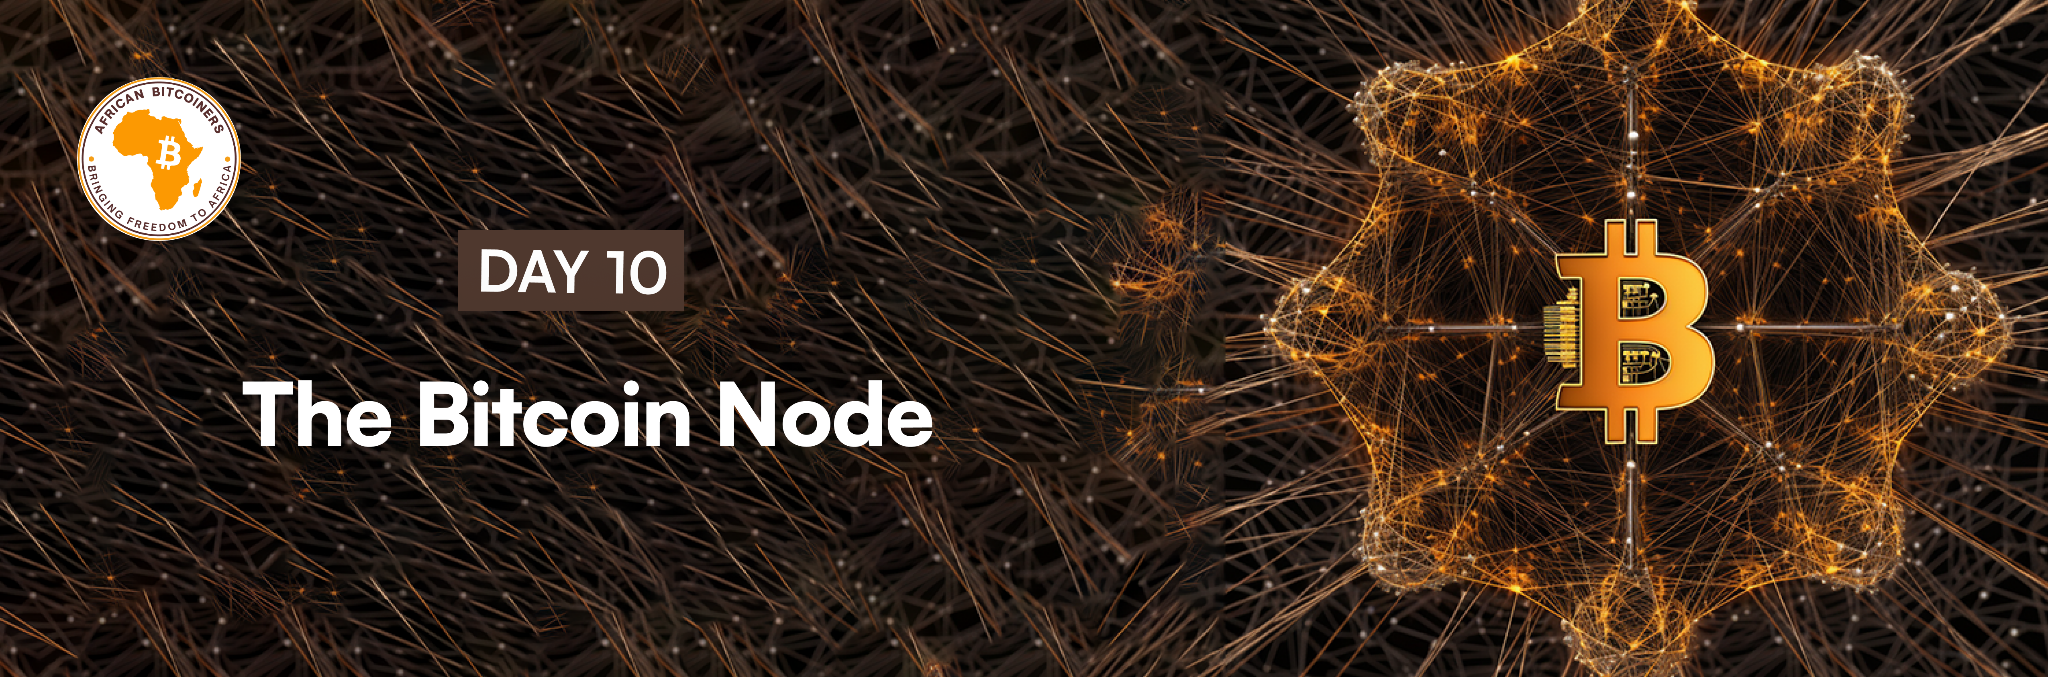 AFRICAN BITCOINERS
BRINGING FREEDOM TO AFRICA
DAY 10
The Bitcoin Node